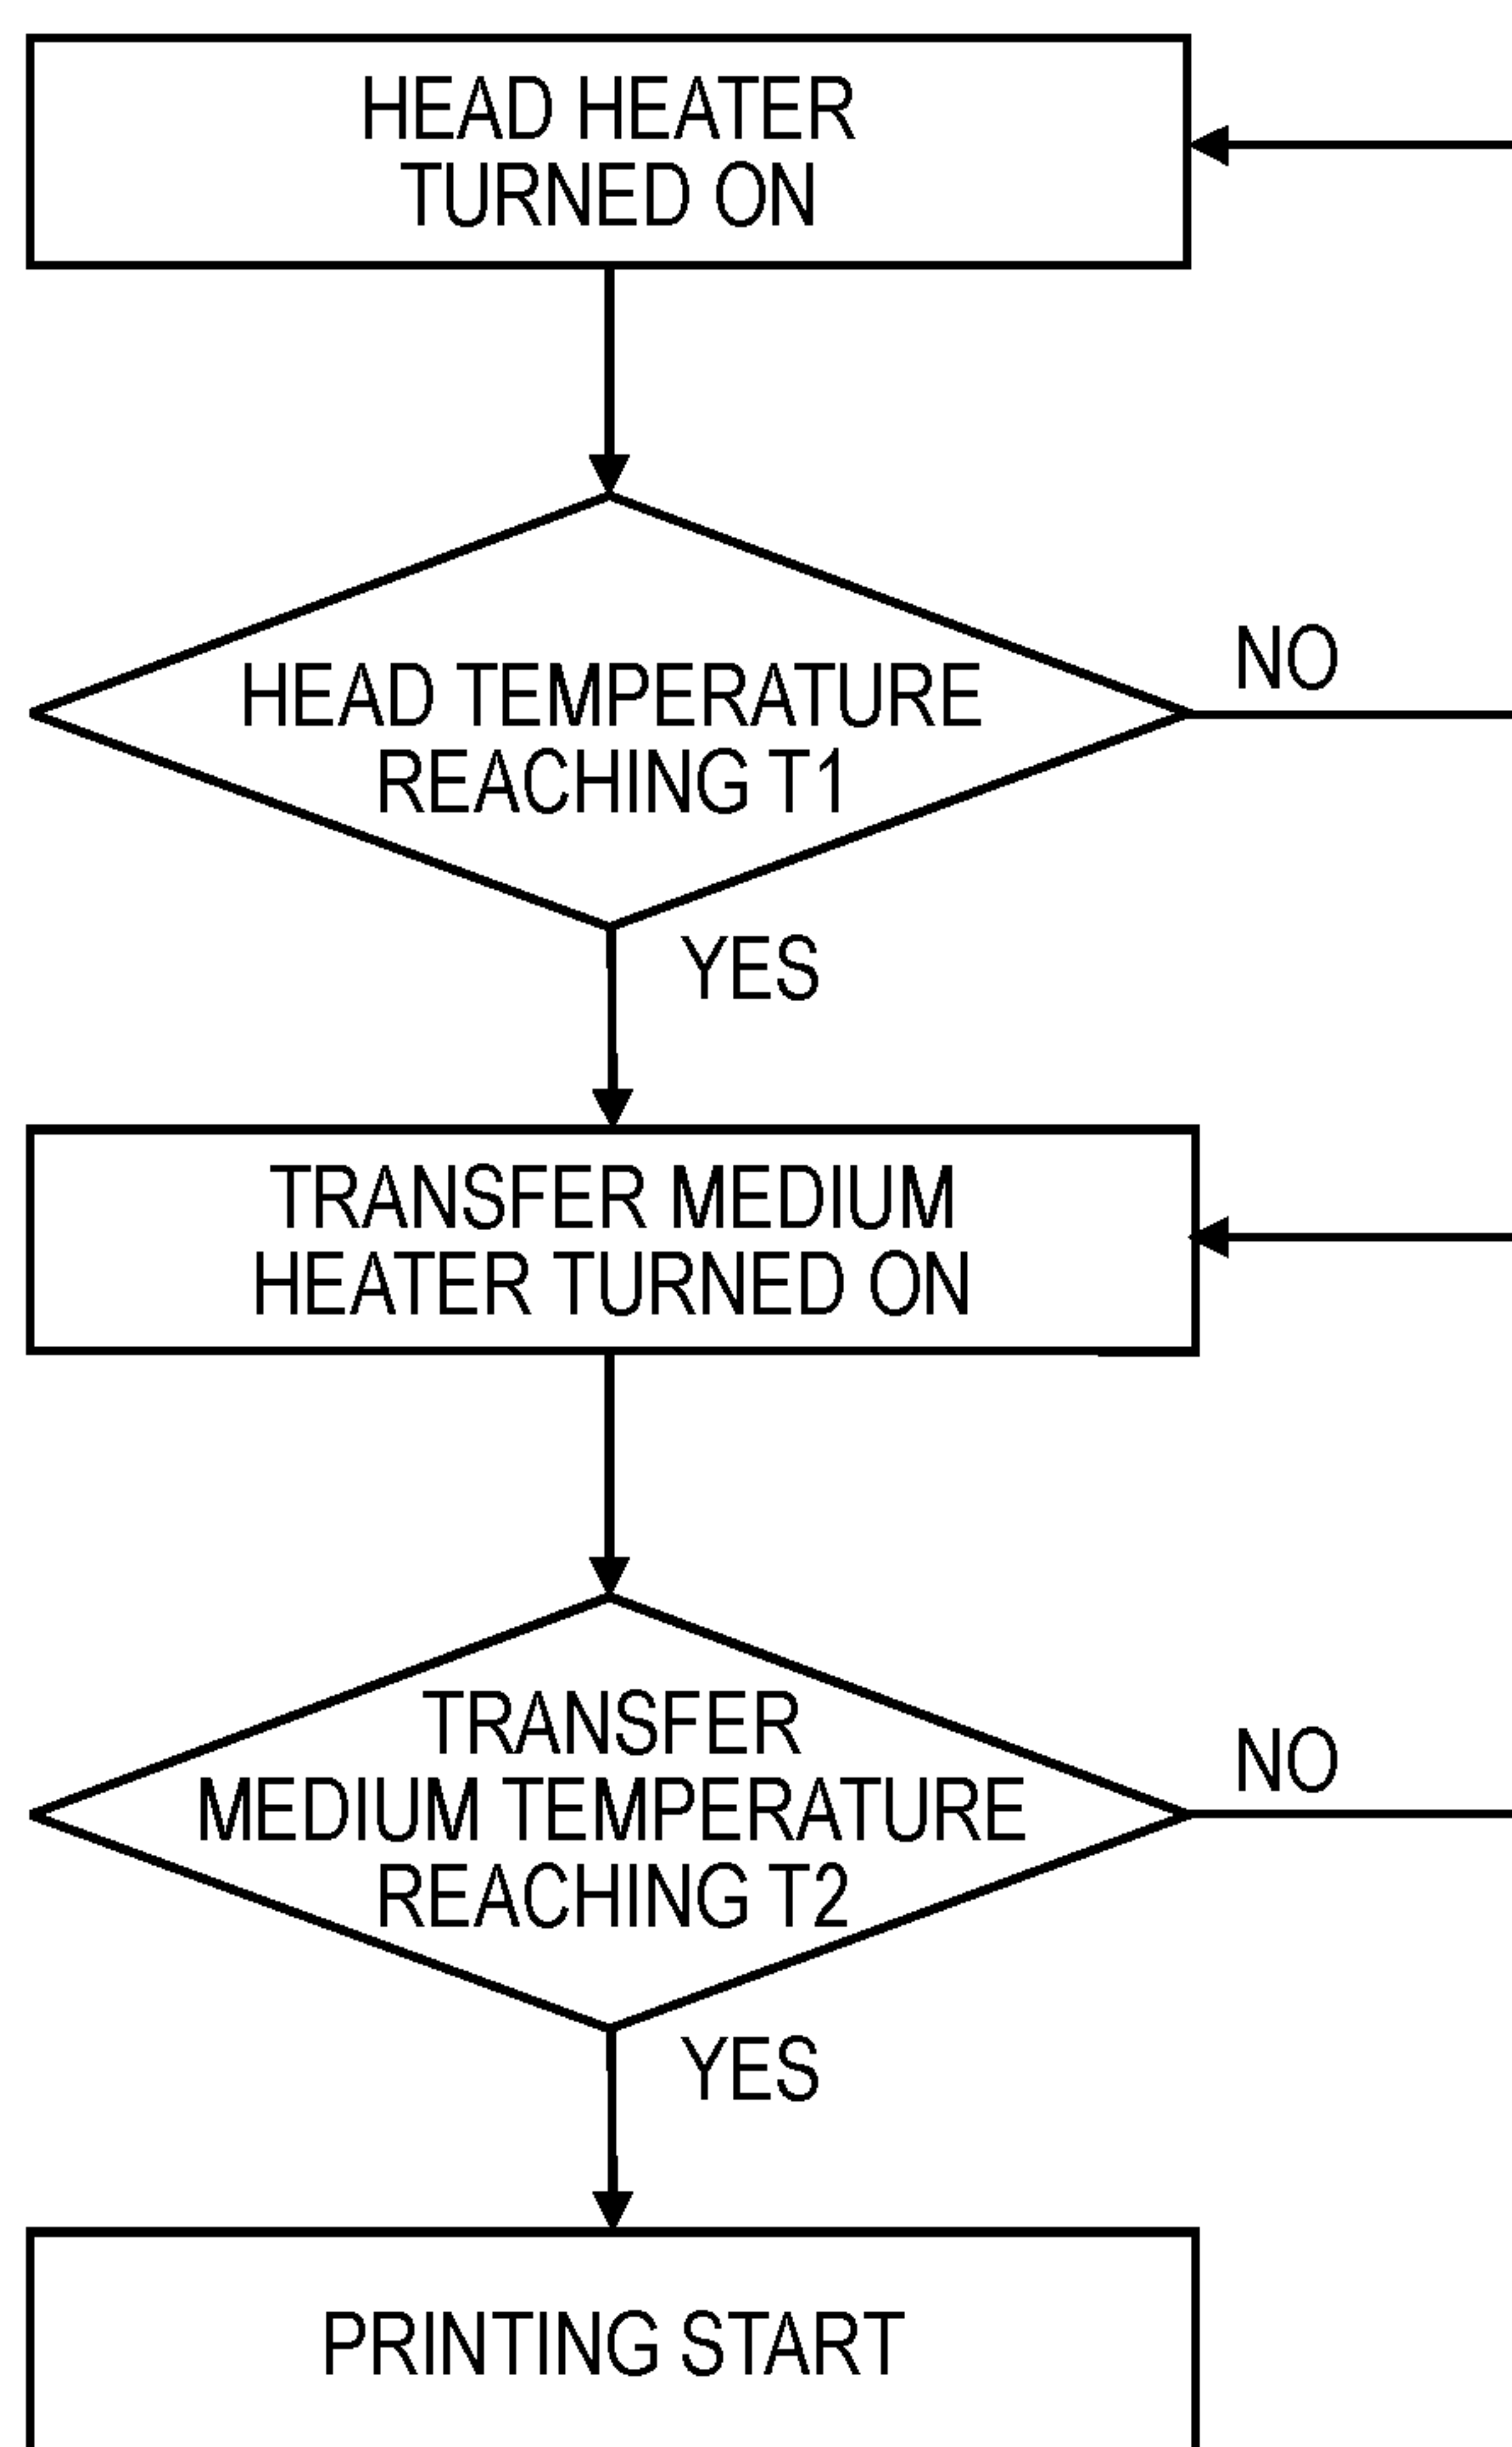 HEAD HEATER
TURNED ON
HEAD TEMPERATURE
REACHING T1
NO
YES
TRANSFER MEDIUM
HEATER TURNED ON
TRANSFER
MEDIUM TEMPERATURE
REACHING T2
NO
YES
PRINTING START